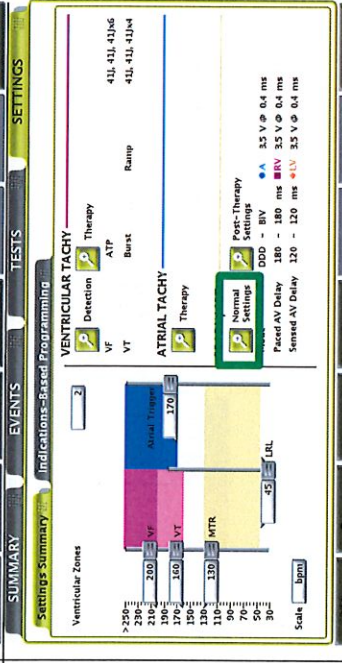 SUMMARY
EVENTS
TESTS
SETTINGS
Settings Summary
Indications-Based Programming
Ventricular Zones
2
>250
230
210
190
170
150
130
110
90
70
50
30
200
VF
160
VT
130
MTR
Atrial Trigger
170
45
LRL
Scale
bpm
VENTRICULAR TACHY
Detection
Therapy
VF ATP 41J, 41J, 41Jx6
VT Burst Ramp 41J, 41J, 41Jx4
ATRIAL TACHY
Therapy
Normal Settings
Post-Therapy Settings
DDD - BiV A 3.5 V @ 0.4 ms
Paced AV Delay 180 - 180 ms RV 3.5 V @ 0.4 ms
Sensed AV Delay 120 - 120 ms LV 3.5 V @ 0.4 ms